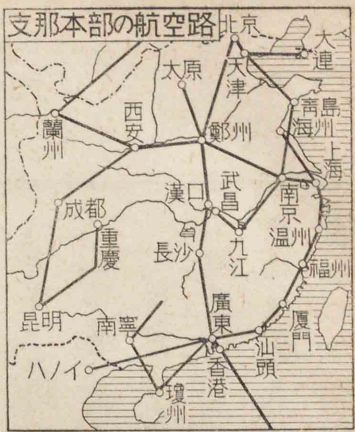 支那本部の航空路
北京
天津
大連
太原
青島
海州
上海
蘭州
西安
鄭州
漢口
武昌
南京
成都
重慶
九江
温州
長沙
福州
昆明
南寧
廣東
香港
汕頭
厦門
ハノイ
瓊州